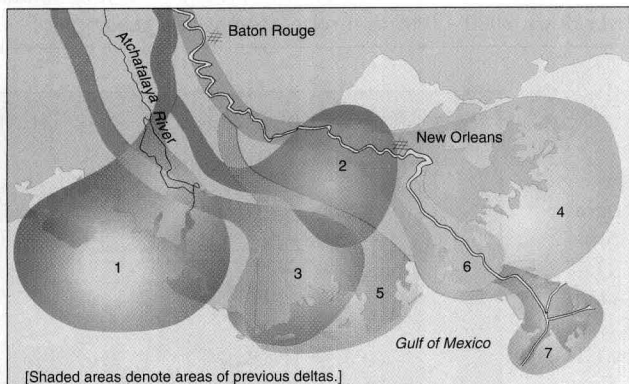 Baton Rouge
Atchafalaya
River
New Orleans
2
4
1
3
5
6
Gulf of Mexico
7
[Shaded areas denote areas of previous deltas.]